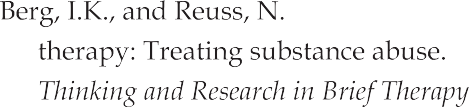 Berg, I.K., and Reuss, N.
therapy: Treating substance abuse.
Thinking and Research in Brief Therapy